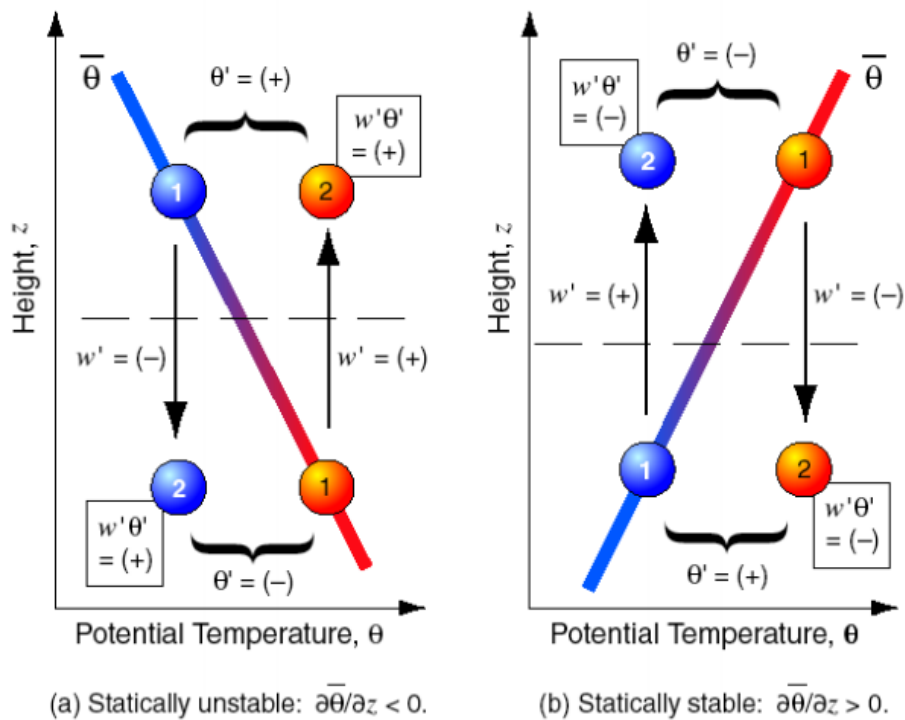 θ̅
θ' = (+)
w'θ'
= (+)
1
2
Height, z
w' = (–)
w' = (+)
2
1
w'θ'
= (+)
θ' = (–)
Potential Temperature, θ
(a) Statically unstable: ∂θ̅/∂z < 0.
θ' = (–)
θ̅
w'θ'
= (–)
2
1
Height, z
w' = (+)
w' = (–)
1
2
w'θ'
= (–)
θ' = (+)
Potential Temperature, θ
(b) Statically stable: ∂θ̅/∂z > 0.